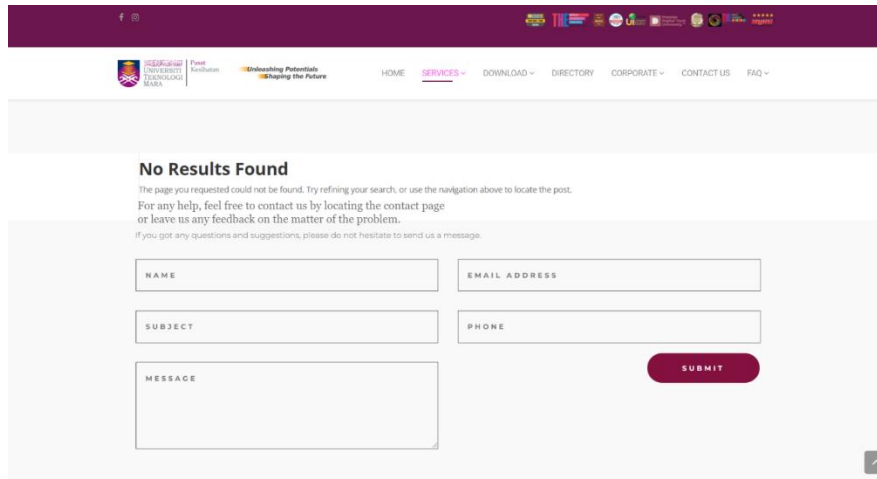 THE
UNIVERSITI
TEKNOLOGI
MARA
Pusat
Kesihatan
Unleashing Potentials
Shaping the Future
HOME SERVICES DOWNLOAD DIRECTORY CORPORATE CONTACT US FAQ
No Results Found
The page you requested could not be found. Try refining your search, or use the navigation above to locate the post.
For any help, feel free to contact us by locating the contact page
or leave us any feedback on the matter of the problem.
If you got any questions and suggestions, please do not hesitate to send us a message.
NAME EMAIL ADDRESS
SUBJECT PHONE
MESSAGE SUBMIT